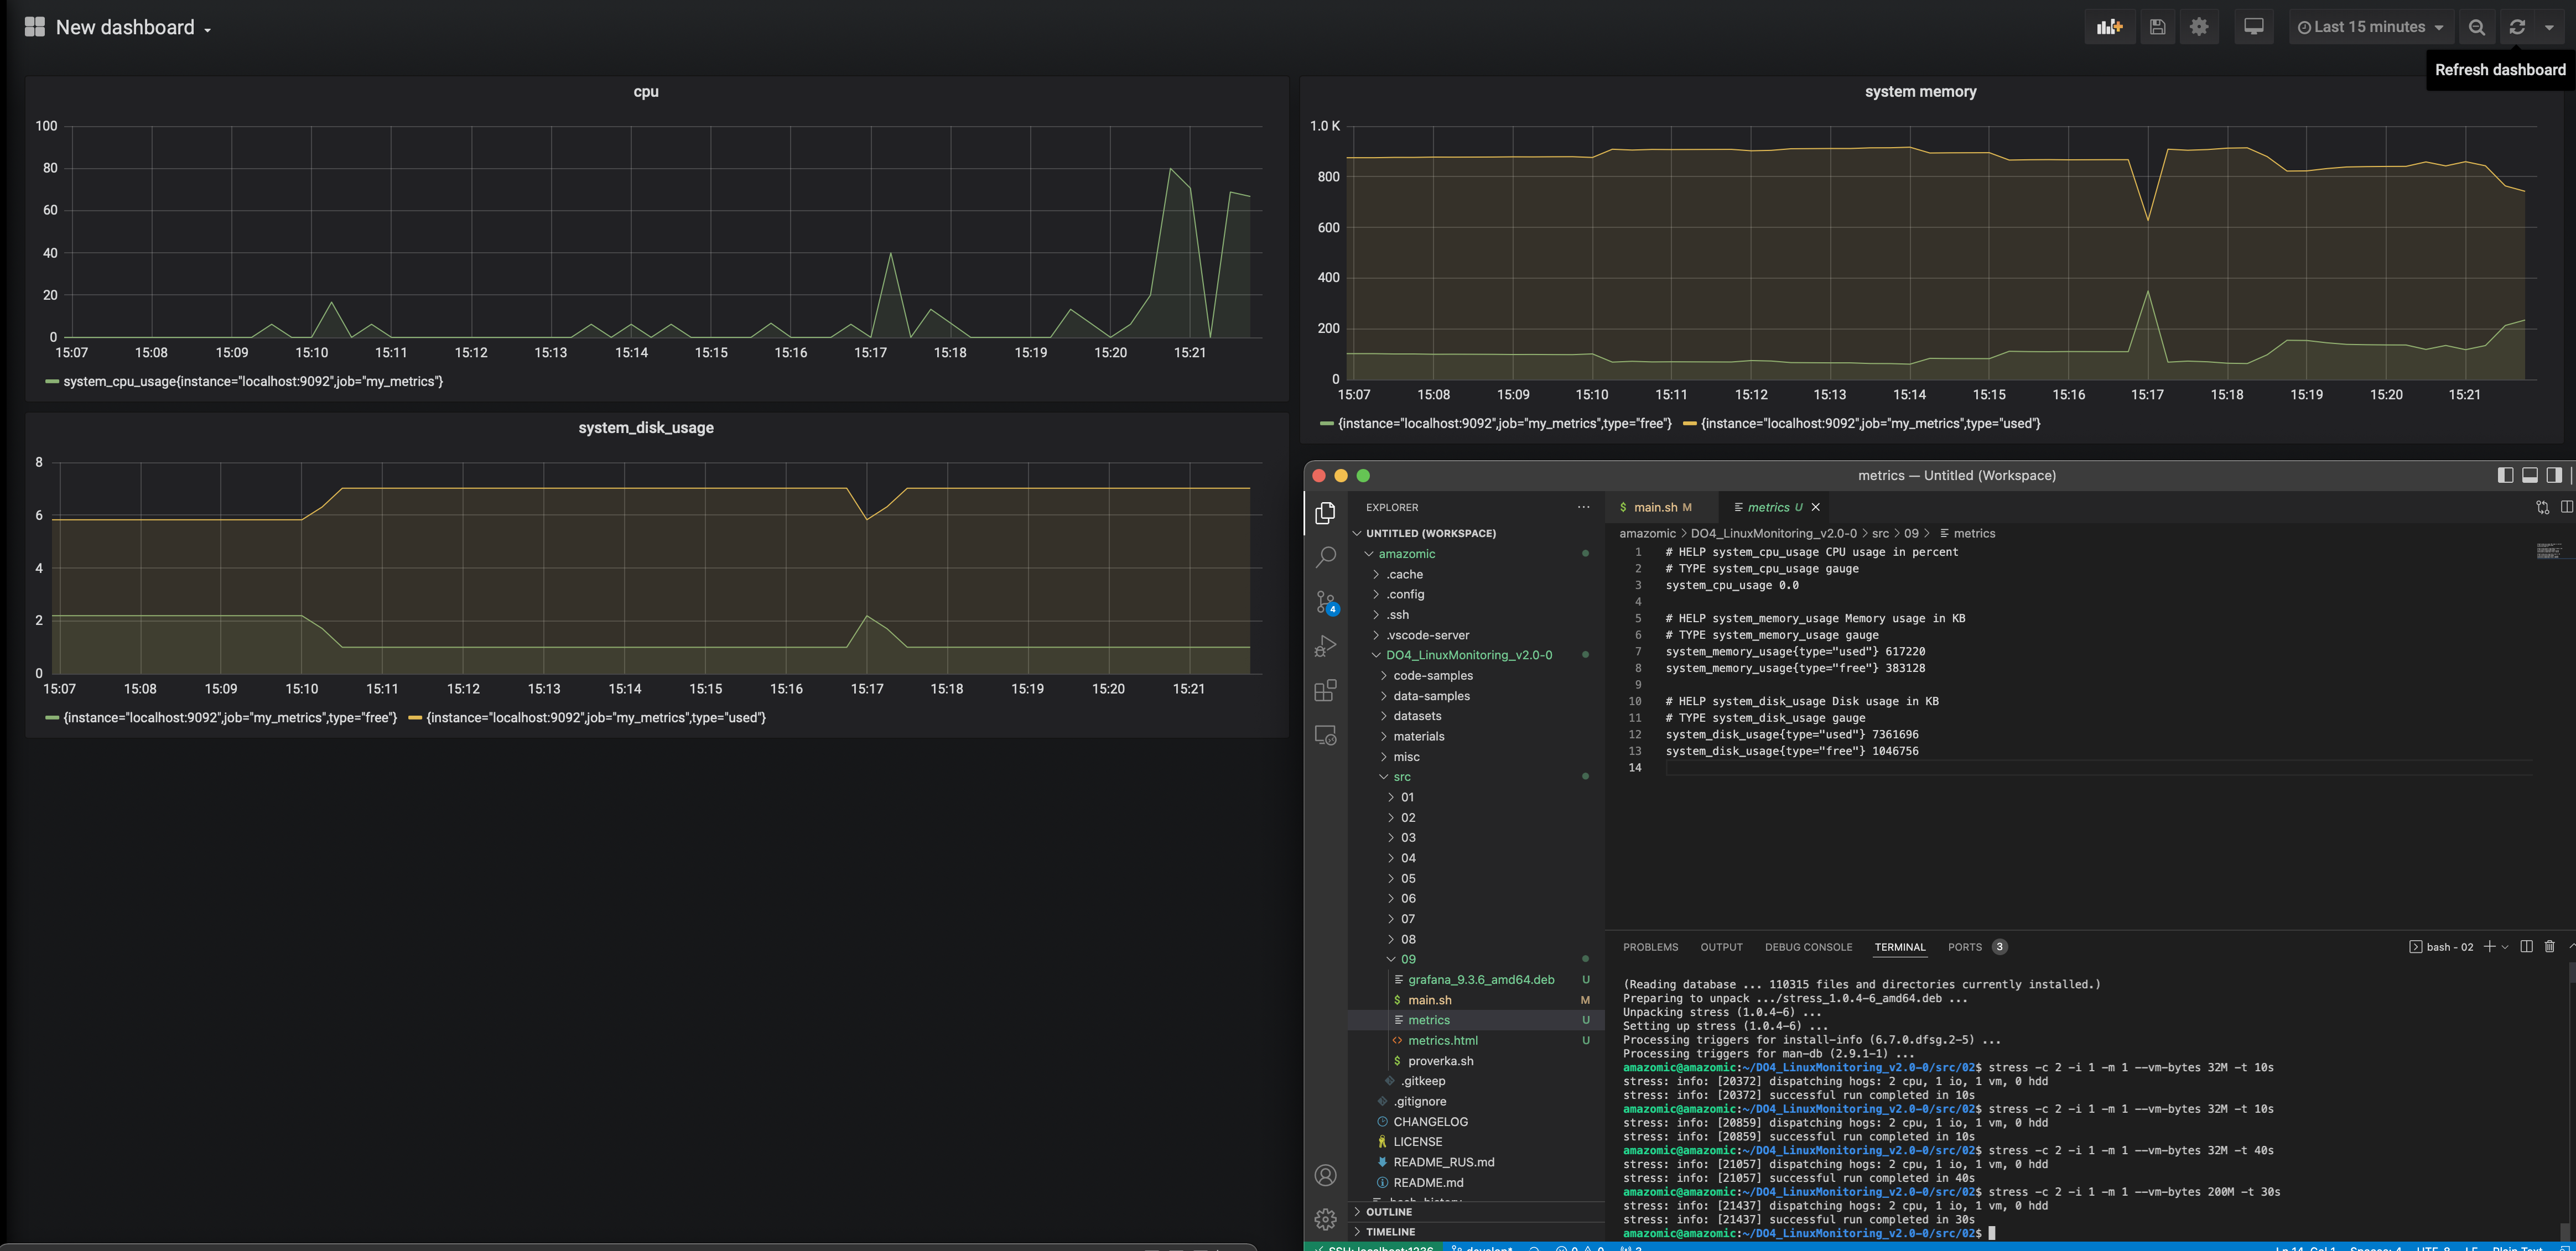 New dashboard
Last 15 minutes
Refresh dashboard
cpu
100
80
60
40
20
0
15:07 15:08 15:09 15:10 15:11 15:12 15:13 15:14 15:15 15:16 15:17 15:18 15:19 15:20 15:21
system_cpu_usage{instance="localhost:9092",job="my_metrics"}
system memory
1.0 K
800
600
400
200
0
15:07 15:08 15:09 15:10 15:11 15:12 15:13 15:14 15:15 15:16 15:17 15:18 15:19 15:20 15:21
{instance="localhost:9092",job="my_metrics",type="free"} {instance="localhost:9092",job="my_metrics",type="used"}
system_disk_usage
8
6
4
2
0
15:07 15:08 15:09 15:10 15:11 15:12 15:13 15:14 15:15 15:16 15:17 15:18 15:19 15:20 15:21
{instance="localhost:9092",job="my_metrics",type="free"} {instance="localhost:9092",job="my_metrics",type="used"}
metrics — Untitled (Workspace)
EXPLORER
UNTITLED (WORKSPACE)
amazomic
.cache
.config
.ssh
.vscode-server
DO4_LinuxMonitoring_v2.0-0
code-samples
data-samples
datasets
materials
misc
src
01
02
03
04
05
06
07
08
09
grafana_9.3.6_amd64.deb U
$ main.sh M
metrics U
metrics.html U
$ proverka.sh
.gitkeep
.gitignore
CHANGELOG
LICENSE
README_RUS.md
README.md
OUTLINE
TIMELINE
4
$ main.sh M
metrics U
amazomic > DO4_LinuxMonitoring_v2.0-0 > src > 09 > metrics
1 # HELP system_cpu_usage CPU usage in percent
2 # TYPE system_cpu_usage gauge
3 system_cpu_usage 0.0
4
5 # HELP system_memory_usage Memory usage in KB
6 # TYPE system_memory_usage gauge
7 system_memory_usage{type="used"} 617220
8 system_memory_usage{type="free"} 383128
9
10 # HELP system_disk_usage Disk usage in KB
11 # TYPE system_disk_usage gauge
12 system_disk_usage{type="used"} 7361696
13 system_disk_usage{type="free"} 1046756
14
PROBLEMS OUTPUT DEBUG CONSOLE TERMINAL PORTS 3
bash - 02
(Reading database ... 110315 files and directories currently installed.)
Preparing to unpack .../stress_1.0.4-6_amd64.deb ...
Unpacking stress (1.0.4-6) ...
Setting up stress (1.0.4-6) ...
Processing triggers for install-info (6.7.0.dfsg.2-5) ...
Processing triggers for man-db (2.9.1-1) ...
amazomic@amazomic:~/DO4_LinuxMonitoring_v2.0-0/src/02$ stress -c 2 -i 1 -m 1 --vm-bytes 32M -t 10s
stress: info: [20372] dispatching hogs: 2 cpu, 1 io, 1 vm, 0 hdd
stress: info: [20372] successful run completed in 10s
amazomic@amazomic:~/DO4_LinuxMonitoring_v2.0-0/src/02$ stress -c 2 -i 1 -m 1 --vm-bytes 32M -t 10s
stress: info: [20859] dispatching hogs: 2 cpu, 1 io, 1 vm, 0 hdd
stress: info: [20859] successful run completed in 10s
amazomic@amazomic:~/DO4_LinuxMonitoring_v2.0-0/src/02$ stress -c 2 -i 1 -m 1 --vm-bytes 32M -t 40s
stress: info: [21057] dispatching hogs: 2 cpu, 1 io, 1 vm, 0 hdd
stress: info: [21057] successful run completed in 40s
amazomic@amazomic:~/DO4_LinuxMonitoring_v2.0-0/src/02$ stress -c 2 -i 1 -m 1 --vm-bytes 200M -t 30s
stress: info: [21437] dispatching hogs: 2 cpu, 1 io, 1 vm, 0 hdd
stress: info: [21437] successful run completed in 30s
amazomic@amazomic:~/DO4_LinuxMonitoring_v2.0-0/src/02$